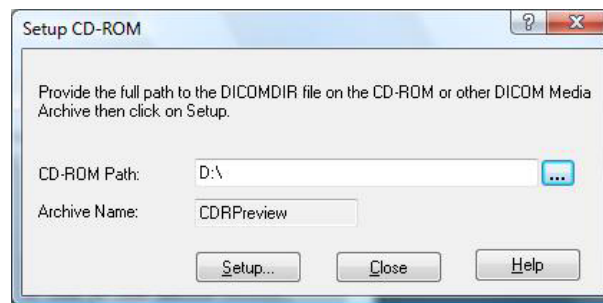 Setup CD-ROM
?
X
Provide the full path to the DICOMDIR file on the CD-ROM or other DICOM Media
Archive then click on Setup.
CD-ROM Path:
D:\
...
Archive Name:
CDRPreview
Setup...
Close
Help